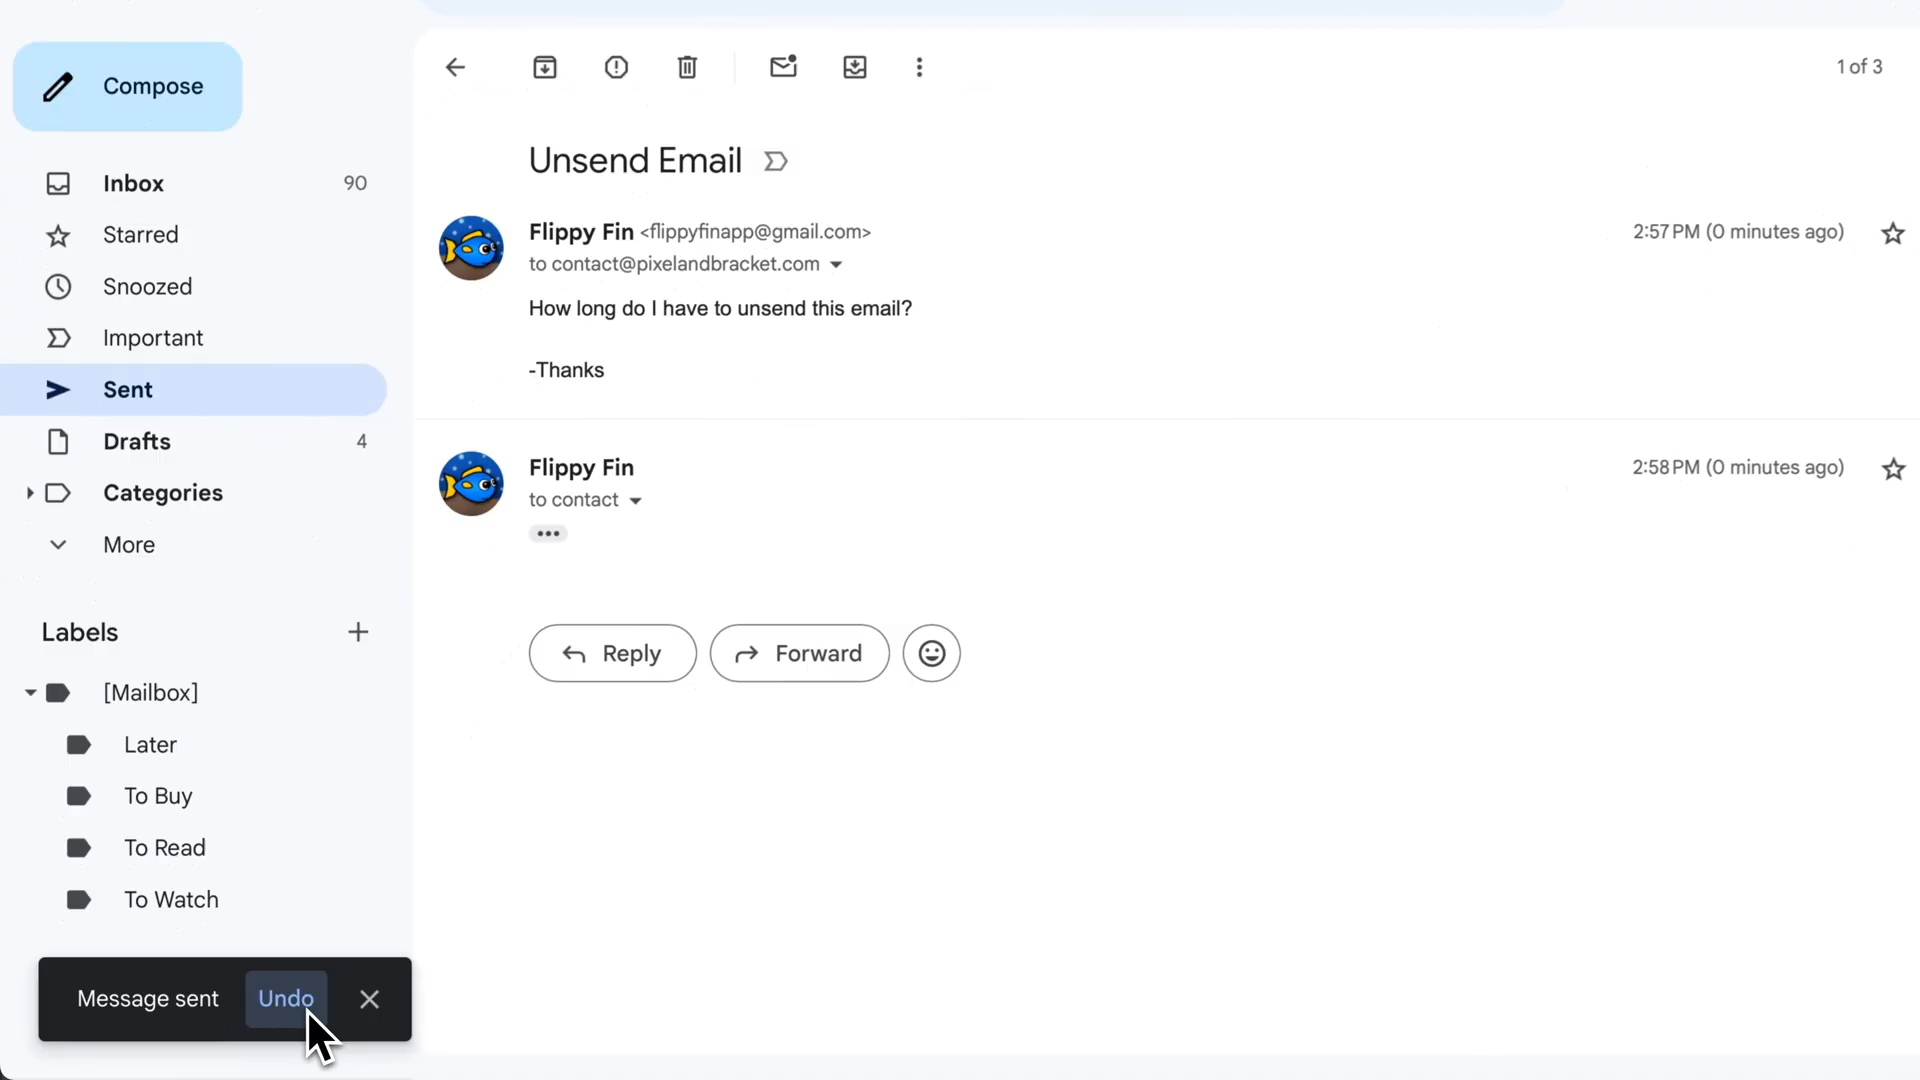 Compose
Inbox 90
Starred
Snoozed
Important
Sent
Drafts 4
Categories
More
Labels
[Mailbox]
Later
To Buy
To Read
To Watch
Message sent Undo
1 of 3
Unsend Email
Flippy Fin <flippyfinapp@gmail.com> 2:57 PM (0 minutes ago)
to contact@pixelandbracket.com
How long do I have to unsend this email?
-Thanks
Flippy Fin 2:58 PM (0 minutes ago)
to contact
Reply Forward